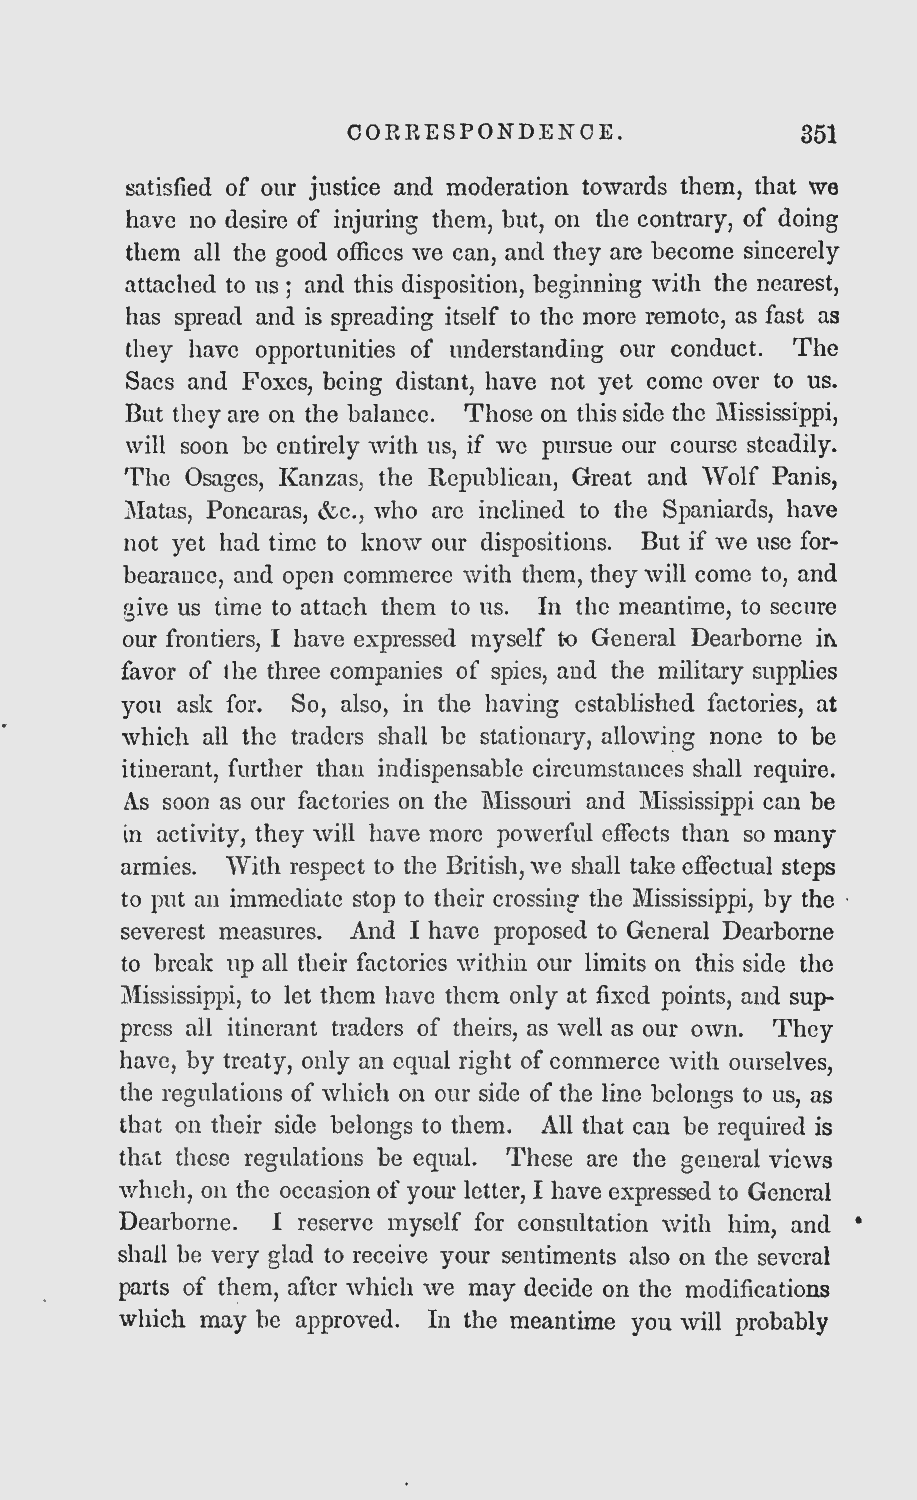 CORRESPONDENCE. 351
satisfied of our justice and moderation towards them, that we
have no desire of injuring them, but, on the contrary, of doing
them all the good offices we can, and they are become sincerely
attached to us; and this disposition, beginning with the nearest,
has spread and is spreading itself to the more remote, as fast as
they have opportunities of understanding our conduct. The
Sacs and Foxes, being distant, have not yet come over to us.
But they are on the balance. Those on this side the Mississippi,
will soon be entirely with us, if we pursue our course steadily.
The Osages, Kanzas, the Republican, Great and Wolf Panis,
Matas, Poncaras, &c., who are inclined to the Spaniards, have
not yet had time to know our dispositions. But if we use for-
bearance, and open commerce with them, they will come to, and
give us time to attach them to us. In the meantime, to secure
our frontiers, I have expressed myself to General Dearborne in
favor of the three companies of spies, and the military supplies
you ask for. So, also, in the having established factories, at
which all the traders shall be stationary, allowing none to be
itinerant, further than indispensable circumstances shall require.
As soon as our factories on the Missouri and Mississippi can be
in activity, they will have more powerful effects than so many
armies. With respect to the British, we shall take effectual steps
to put an immediate stop to their crossing the Mississippi, by the
severest measures. And I have proposed to General Dearborne
to break up all their factories within our limits on this side the
Mississippi, to let them have them only at fixed points, and sup-
press all itinerant traders of theirs, as well as our own. They
have, by treaty, only an equal right of commerce with ourselves,
the regulations of which on our side of the line belongs to us, as
that on their side belongs to them. All that can be required is
that these regulations be equal. These are the general views
which, on the occasion of your letter, I have expressed to General
Dearborne. I reserve myself for consultation with him, and
shall be very glad to receive your sentiments also on the several
parts of them, after which we may decide on the modifications
which may be approved. In the meantime you will probably